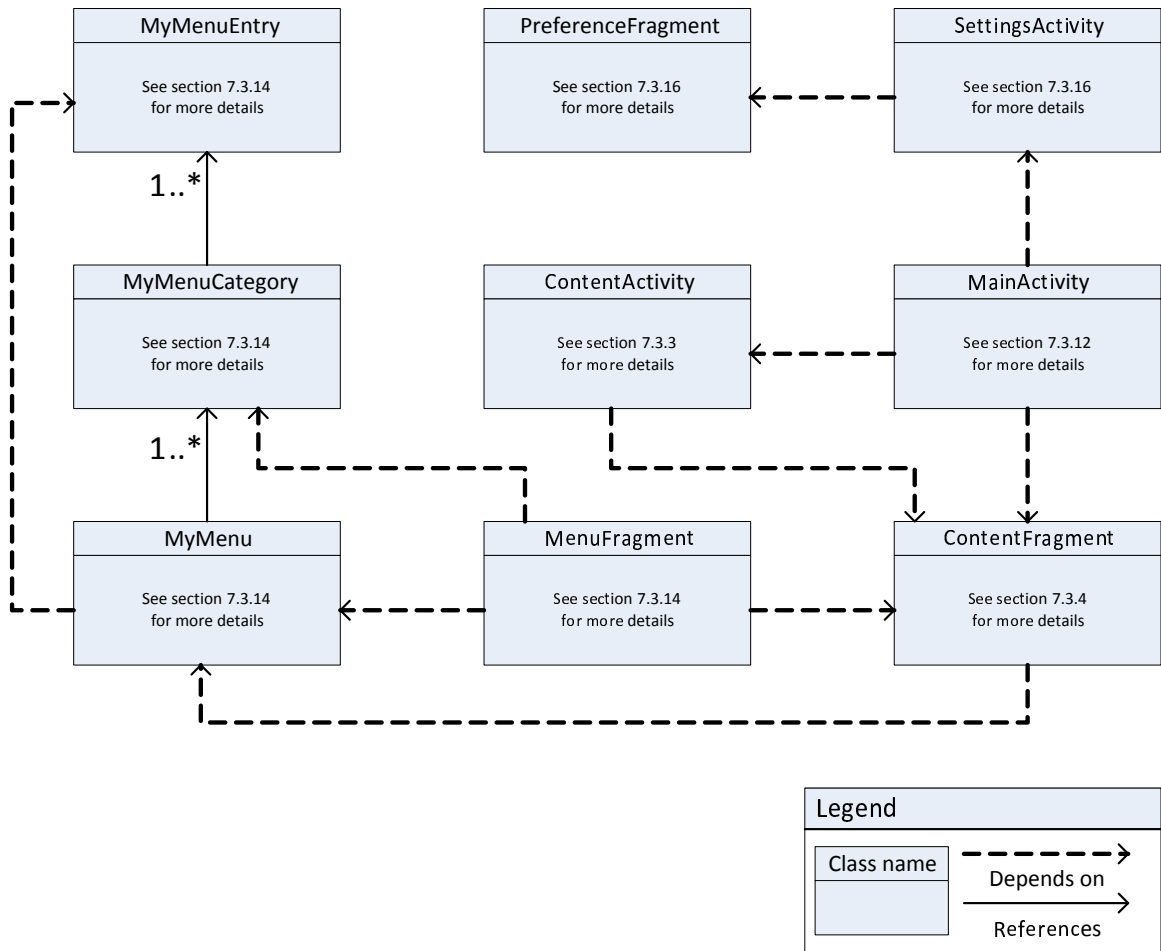 MyMenuEntry
See section 7.3.14
for more details
PreferenceFragment
See section 7.3.16
for more details
SettingsActivity
See section 7.3.16
for more details
1..*
MyMenuCategory
See section 7.3.14
for more details
ContentActivity
See section 7.3.3
for more details
MainActivity
See section 7.3.12
for more details
1..*
MyMenu
See section 7.3.14
for more details
MenuFragment
See section 7.3.14
for more details
ContentFragment
See section 7.3.4
for more details
Legend
Class name
Depends on
References